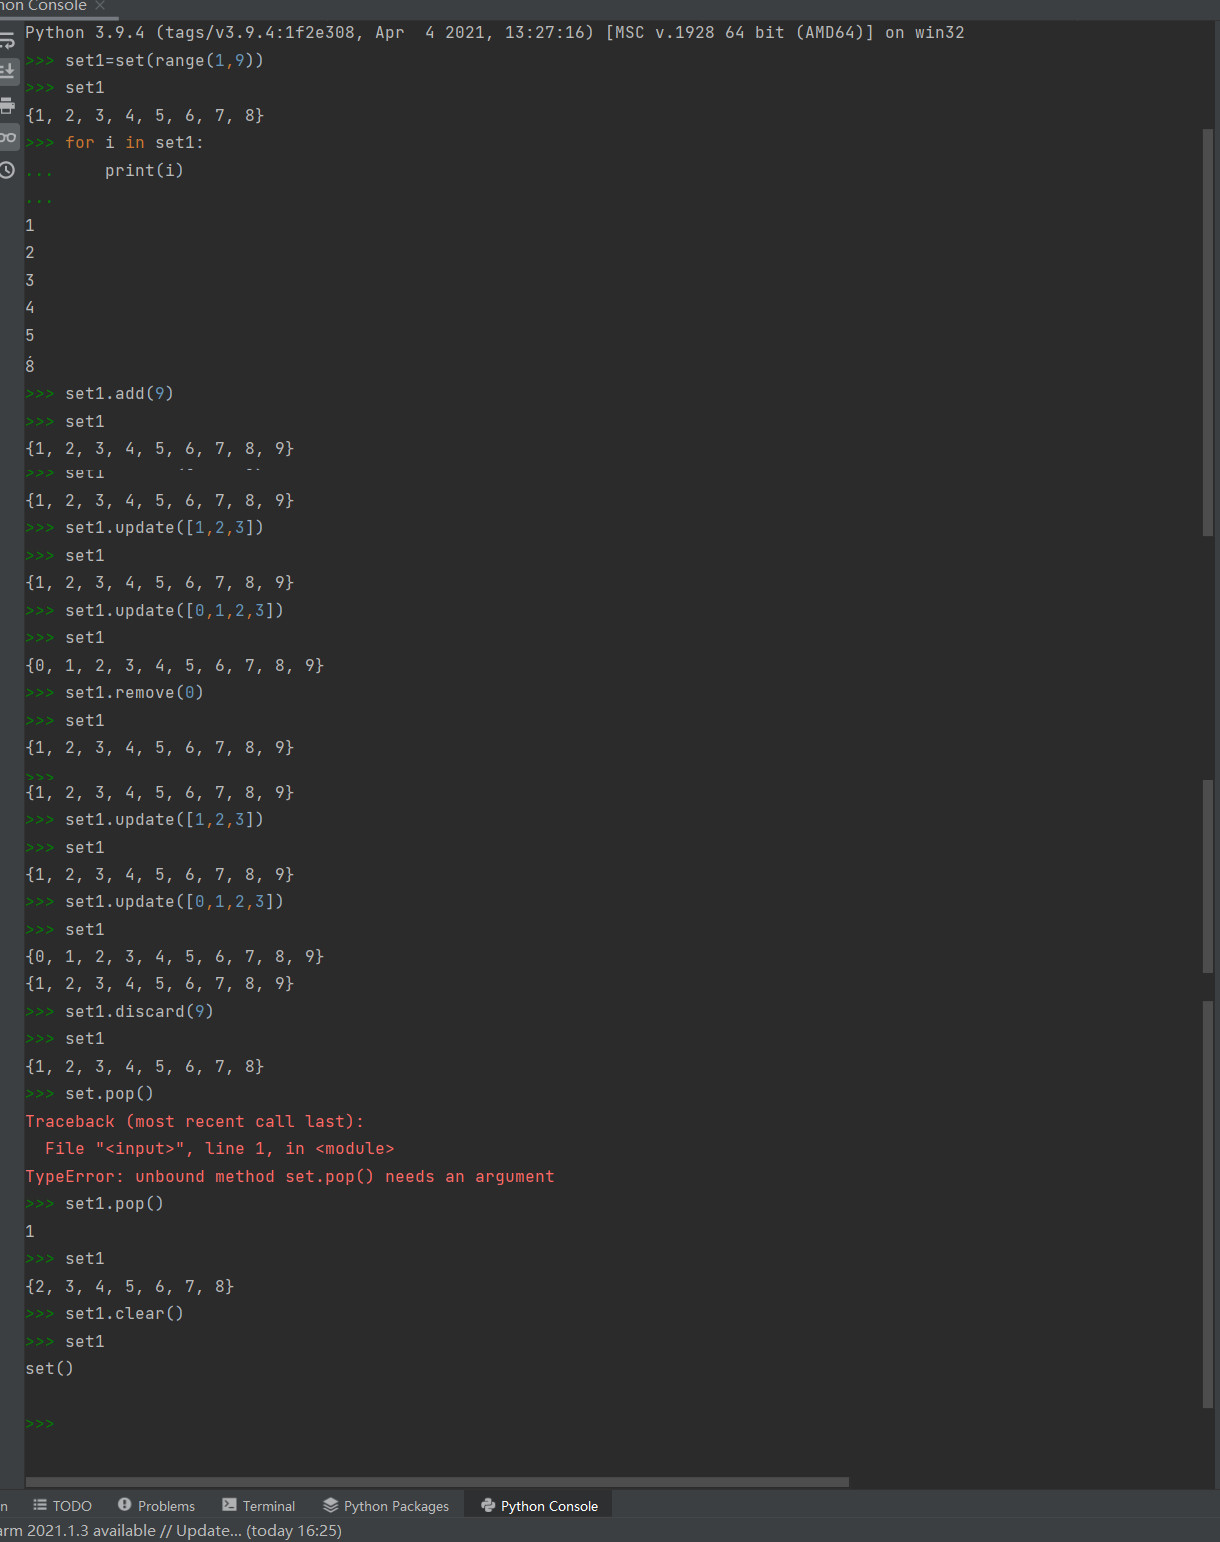 hon Console
Python 3.9.4 (tags/v3.9.4:1f2e308, Apr  4 2021, 13:27:16) [MSC v.1928 64 bit (AMD64)] on win32
>>> set1=set(range(1,9))
>>> set1
{1, 2, 3, 4, 5, 6, 7, 8}
>>> for i in set1:
...     print(i)
...
1
2
3
4
5
8
>>> set1.add(9)
>>> set1
{1, 2, 3, 4, 5, 6, 7, 8, 9}
>>> set1
{1, 2, 3, 4, 5, 6, 7, 8, 9}
>>> set1.update([1,2,3])
>>> set1
{1, 2, 3, 4, 5, 6, 7, 8, 9}
>>> set1.update([0,1,2,3])
>>> set1
{0, 1, 2, 3, 4, 5, 6, 7, 8, 9}
>>> set1.remove(0)
>>> set1
{1, 2, 3, 4, 5, 6, 7, 8, 9}
>>>
{1, 2, 3, 4, 5, 6, 7, 8, 9}
>>> set1.update([1,2,3])
>>> set1
{1, 2, 3, 4, 5, 6, 7, 8, 9}
>>> set1.update([0,1,2,3])
>>> set1
{0, 1, 2, 3, 4, 5, 6, 7, 8, 9}
{1, 2, 3, 4, 5, 6, 7, 8, 9}
>>> set1.discard(9)
>>> set1
{1, 2, 3, 4, 5, 6, 7, 8}
>>> set.pop()
Traceback (most recent call last):
  File "<input>", line 1, in <module>
TypeError: unbound method set.pop() needs an argument
>>> set1.pop()
1
>>> set1
{2, 3, 4, 5, 6, 7, 8}
>>> set1.clear()
>>> set1
set()
>>>
n TODO Problems Terminal Python Packages Python Console
arm 2021.1.3 available // Update... (today 16:25)